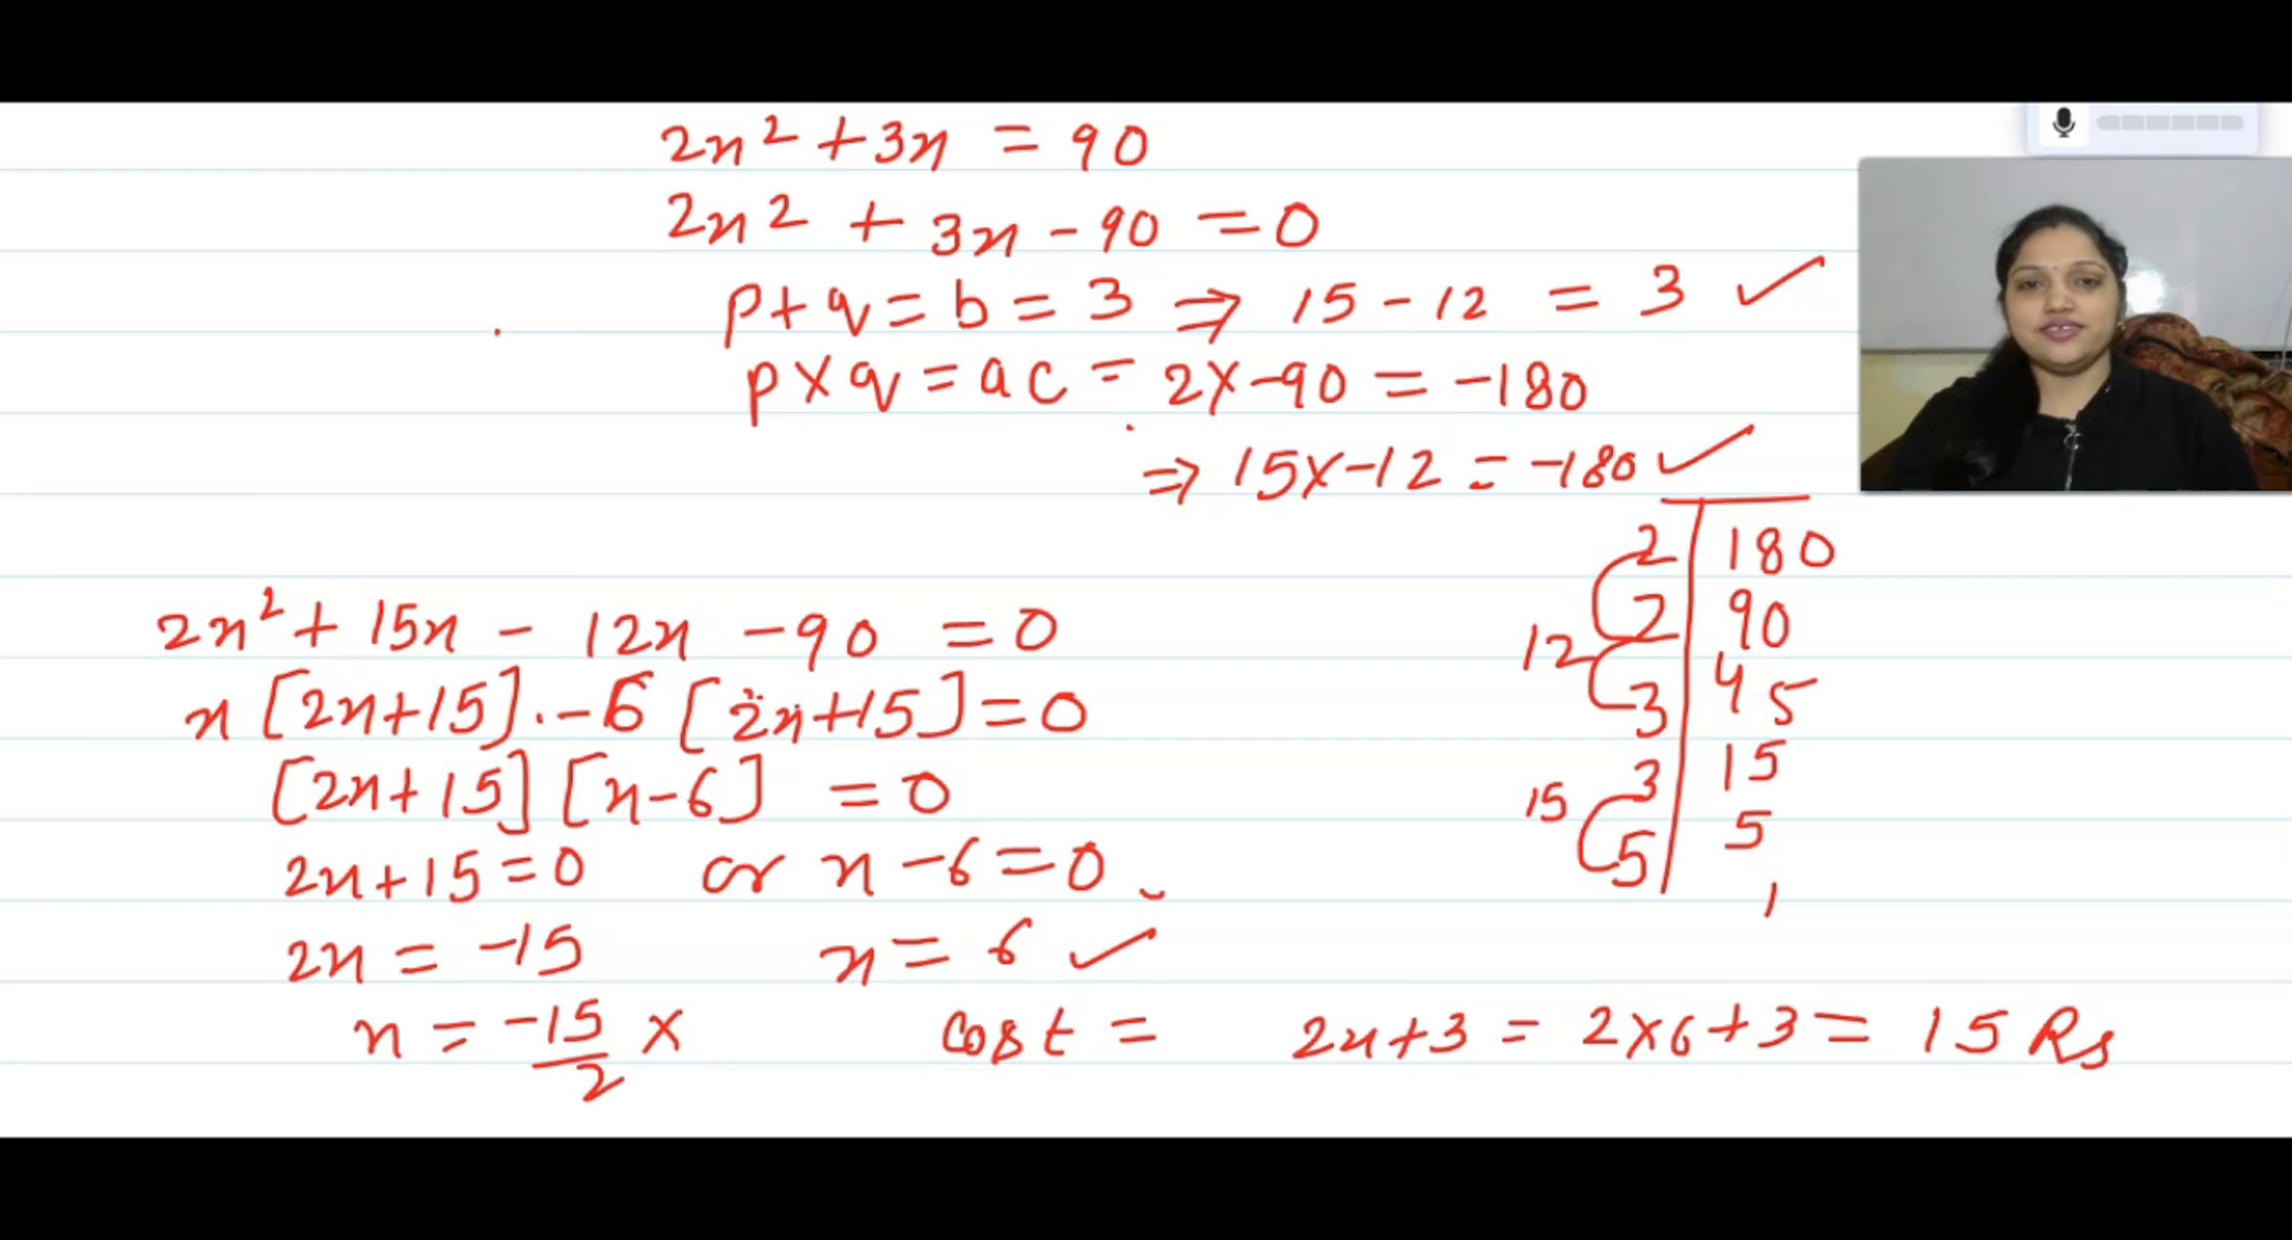 2x² + 3x = 90
2x² + 3x - 90 = 0
p + q = b = 3 ⇒ 15 - 12 = 3 ✓
p × q = ac = 2 × -90 = -180
⇒ 15 × -12 = -180 ✓
2 | 180
2 | 90
12
3 | 45
3 | 15
15
5 | 5
1
2x² + 15x - 12x - 90 = 0
x [2x + 15] . - 6 [2x + 15] = 0
[2x + 15] [x - 6] = 0
2x + 15 = 0 or x - 6 = 0
2x = -15 x = 6 ✓
x = -15/2 ×
Cost = 2x + 3 = 2 × 6 + 3 = 15 Rs